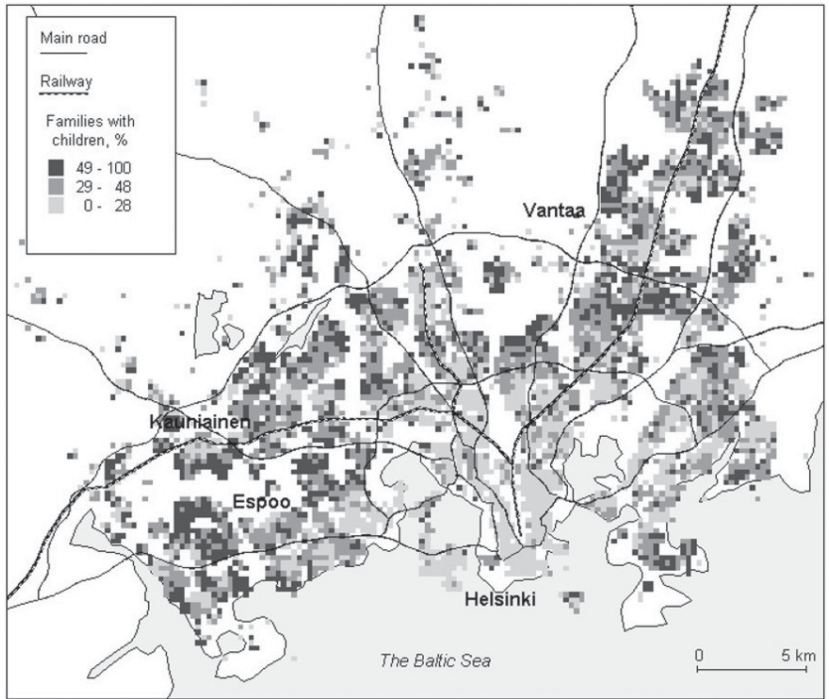 Main road
Railway
Families with
children, %
49 - 100
29 - 48
0 - 28
Vantaa
Kauniainen
Espoo
Helsinki
The Baltic Sea
0 5 km